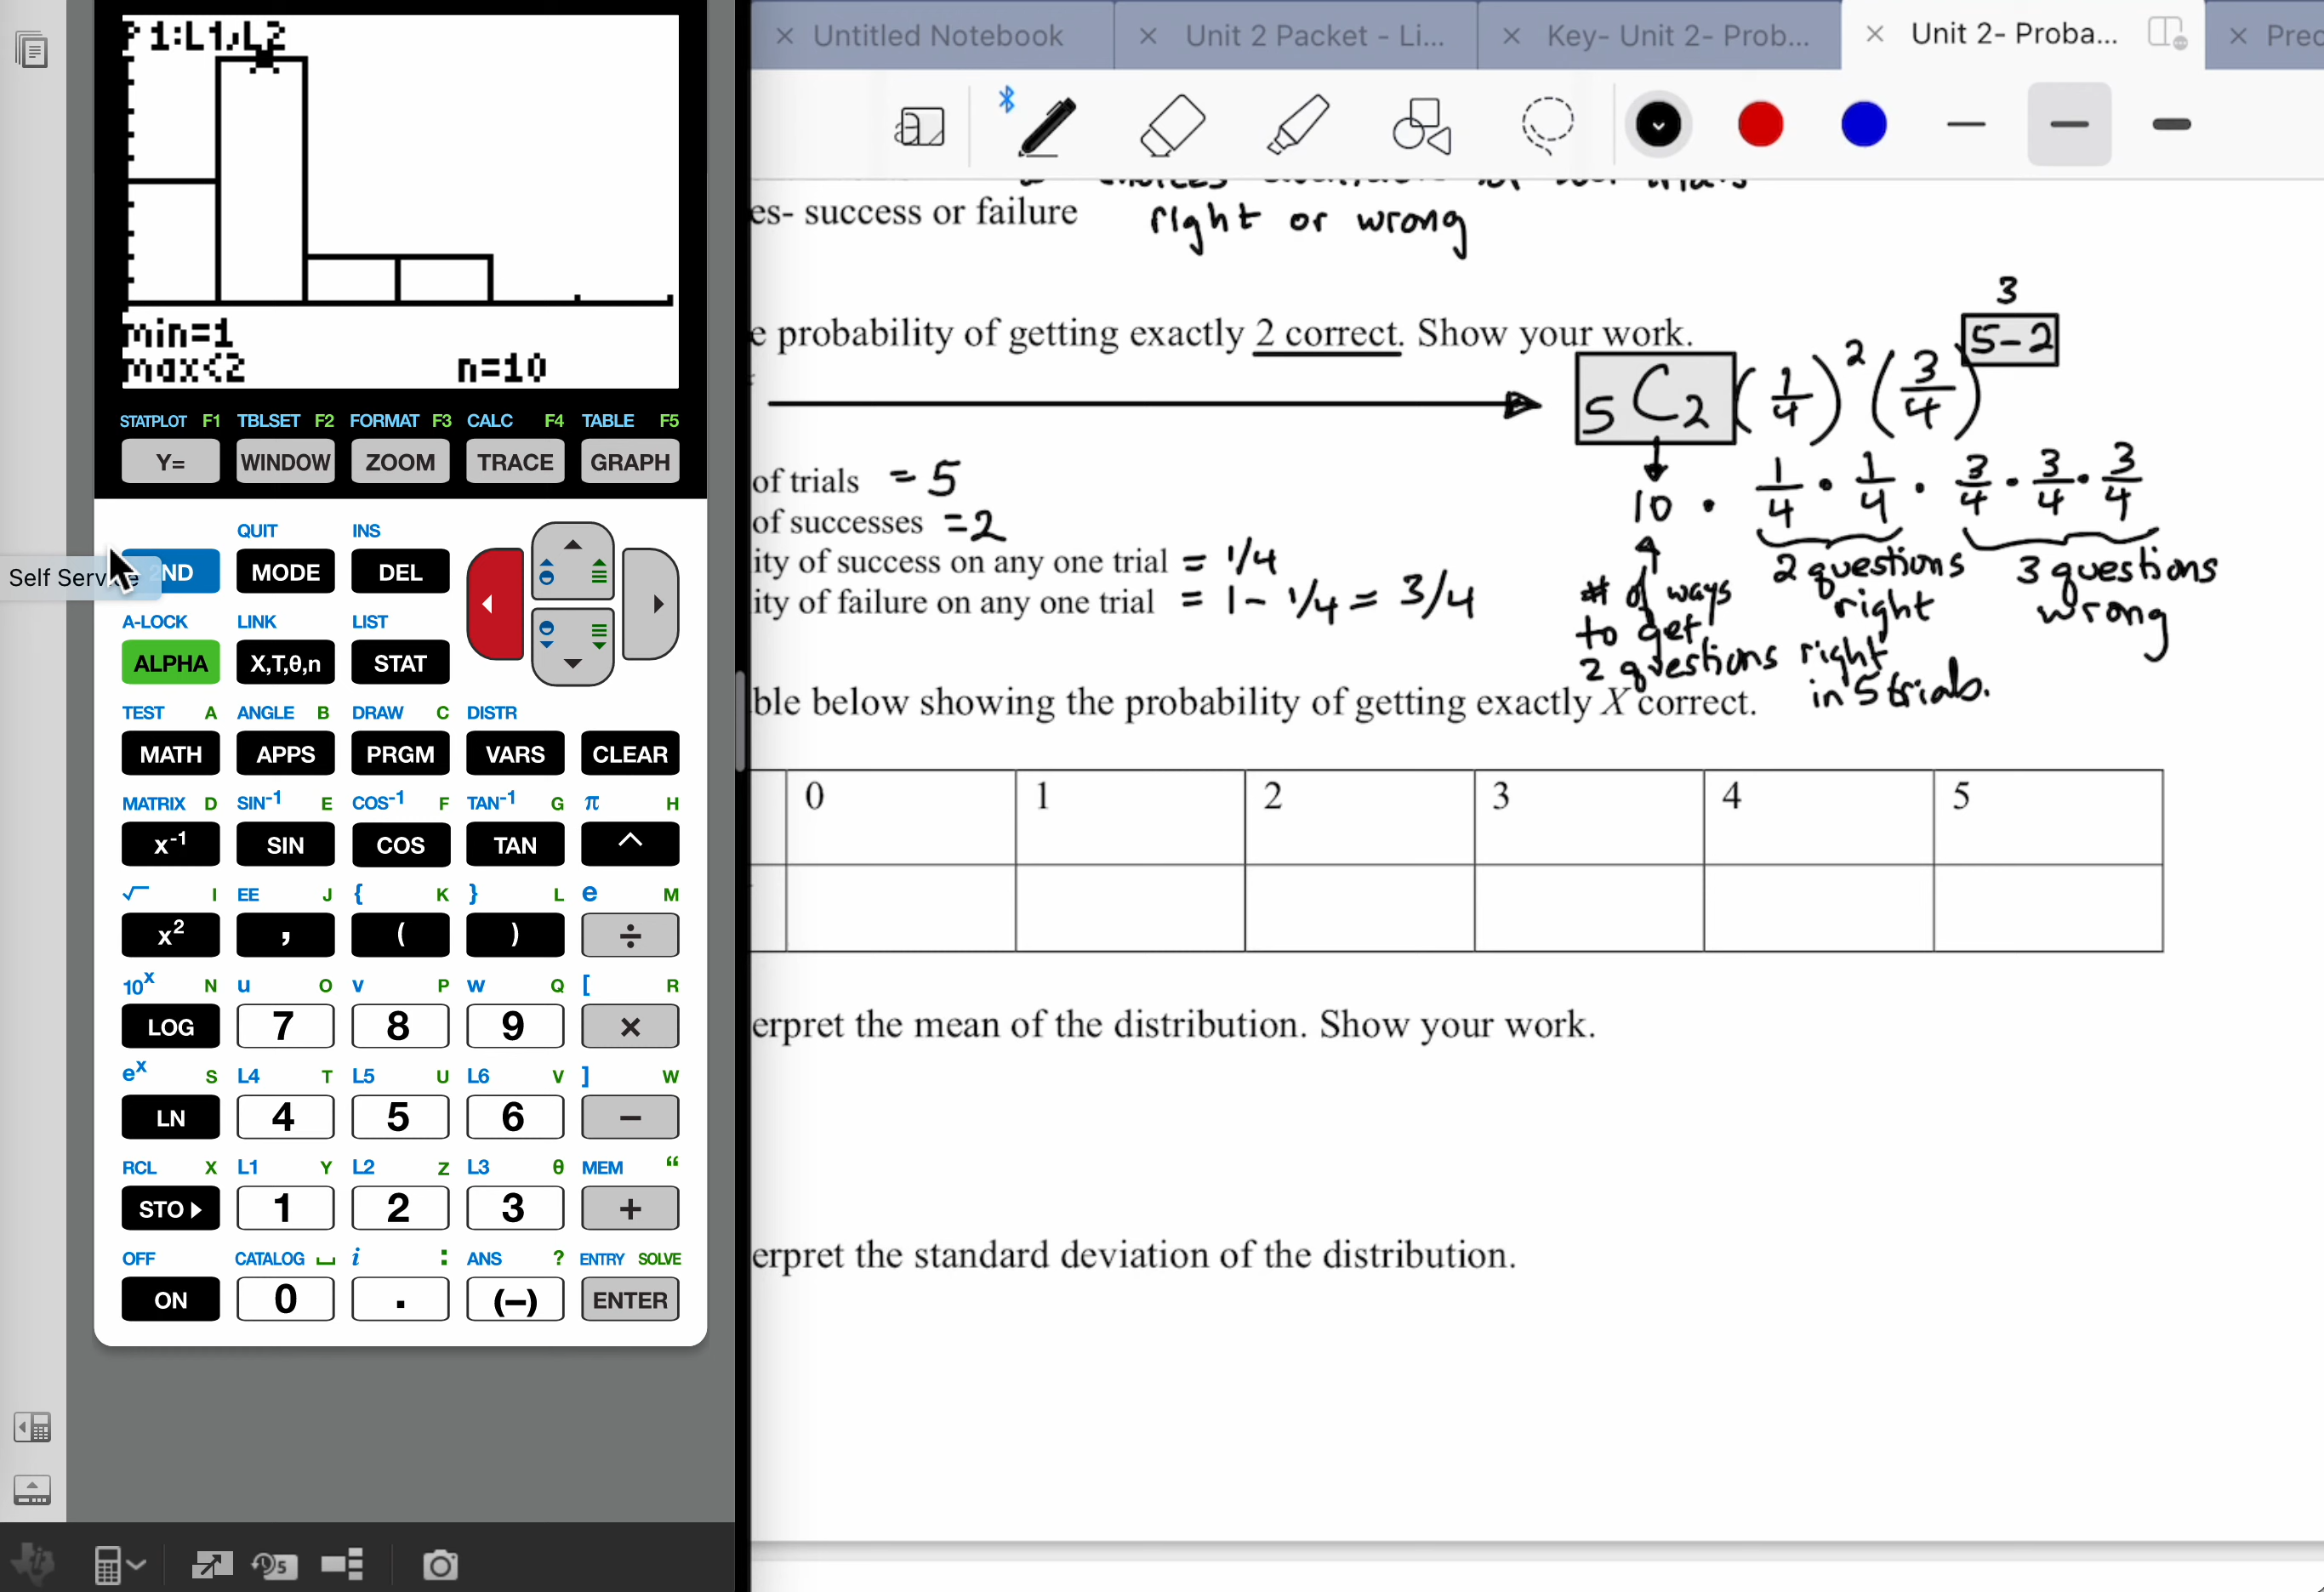 Untitled Notebook
Unit 2 Packet - Li...
Key- Unit 2- Prob...
Unit 2- Proba...
1:L1,L2
min=1
max<2 n=10
STATPLOT F1 TBLSET F2 FORMAT F3 CALC F4 TABLE F5
Y= WINDOW ZOOM TRACE GRAPH
QUIT INS
MODE DEL
Self Serv
A-LOCK LINK LIST
ALPHA X,T,θ,n STAT
TEST A ANGLE B DRAW C DISTR
MATH APPS PRGM VARS CLEAR
MATRIX D SIN⁻¹ E COS⁻¹ F TAN⁻¹ G π H
x⁻¹ SIN COS TAN ^
√ I EE J { K } L e M
x² , ( ) ÷
10ˣ N u O v P w Q [ R
LOG 7 8 9 ×
eˣ S L4 T L5 U L6 V ] W
LN 4 5 6 −
RCL X L1 Y L2 Z L3 θ MEM “
STO▶ 1 2 3 +
OFF CATALOG ⎵ i : ANS ? ENTRY SOLVE
ON 0 . (−) ENTER
es- success or failure right or wrong
e probability of getting exactly 2 correct. Show your work.
3
₅C₂ (1/4)² (3/4)⁵⁻²
of trials = 5
10 · 1/4 · 1/4 · 3/4 · 3/4 · 3/4
of successes = 2
ity of success on any one trial = 1/4
ity of failure on any one trial = 1 - 1/4 = 3/4
# of ways
to get
2 questions right
in 5 trials.
2 questions
right
3 questions
wrong
ble below showing the probability of getting exactly X correct.
0 1 2 3 4 5
erpret the mean of the distribution. Show your work.
erpret the standard deviation of the distribution.